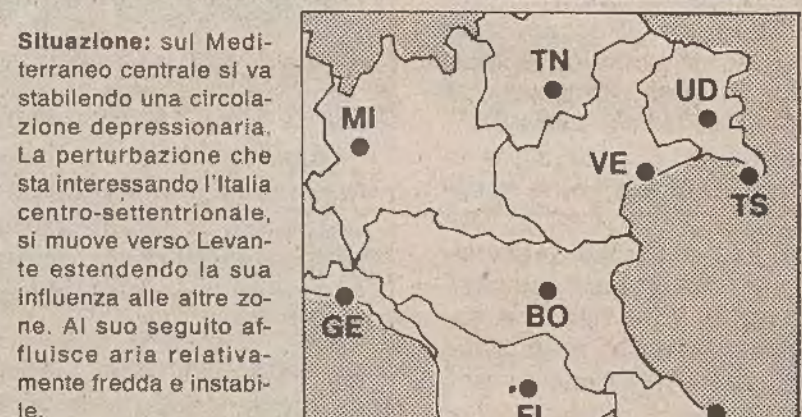 Situazione: sul Medi-
terraneo centrale si va
stabilendo una circola-
zione depressionaria.
La perturbazione che
sta interessando l'Italia
centro-settentrionale,
si muove verso Levan-
te estendendo la sua
influenza alle altre zo-
ne. Al suo seguito af-
fluisce aria relativa-
mente fredda e instabi-
le.
TN
UD
MI
VE
TS
GE
BO
FI